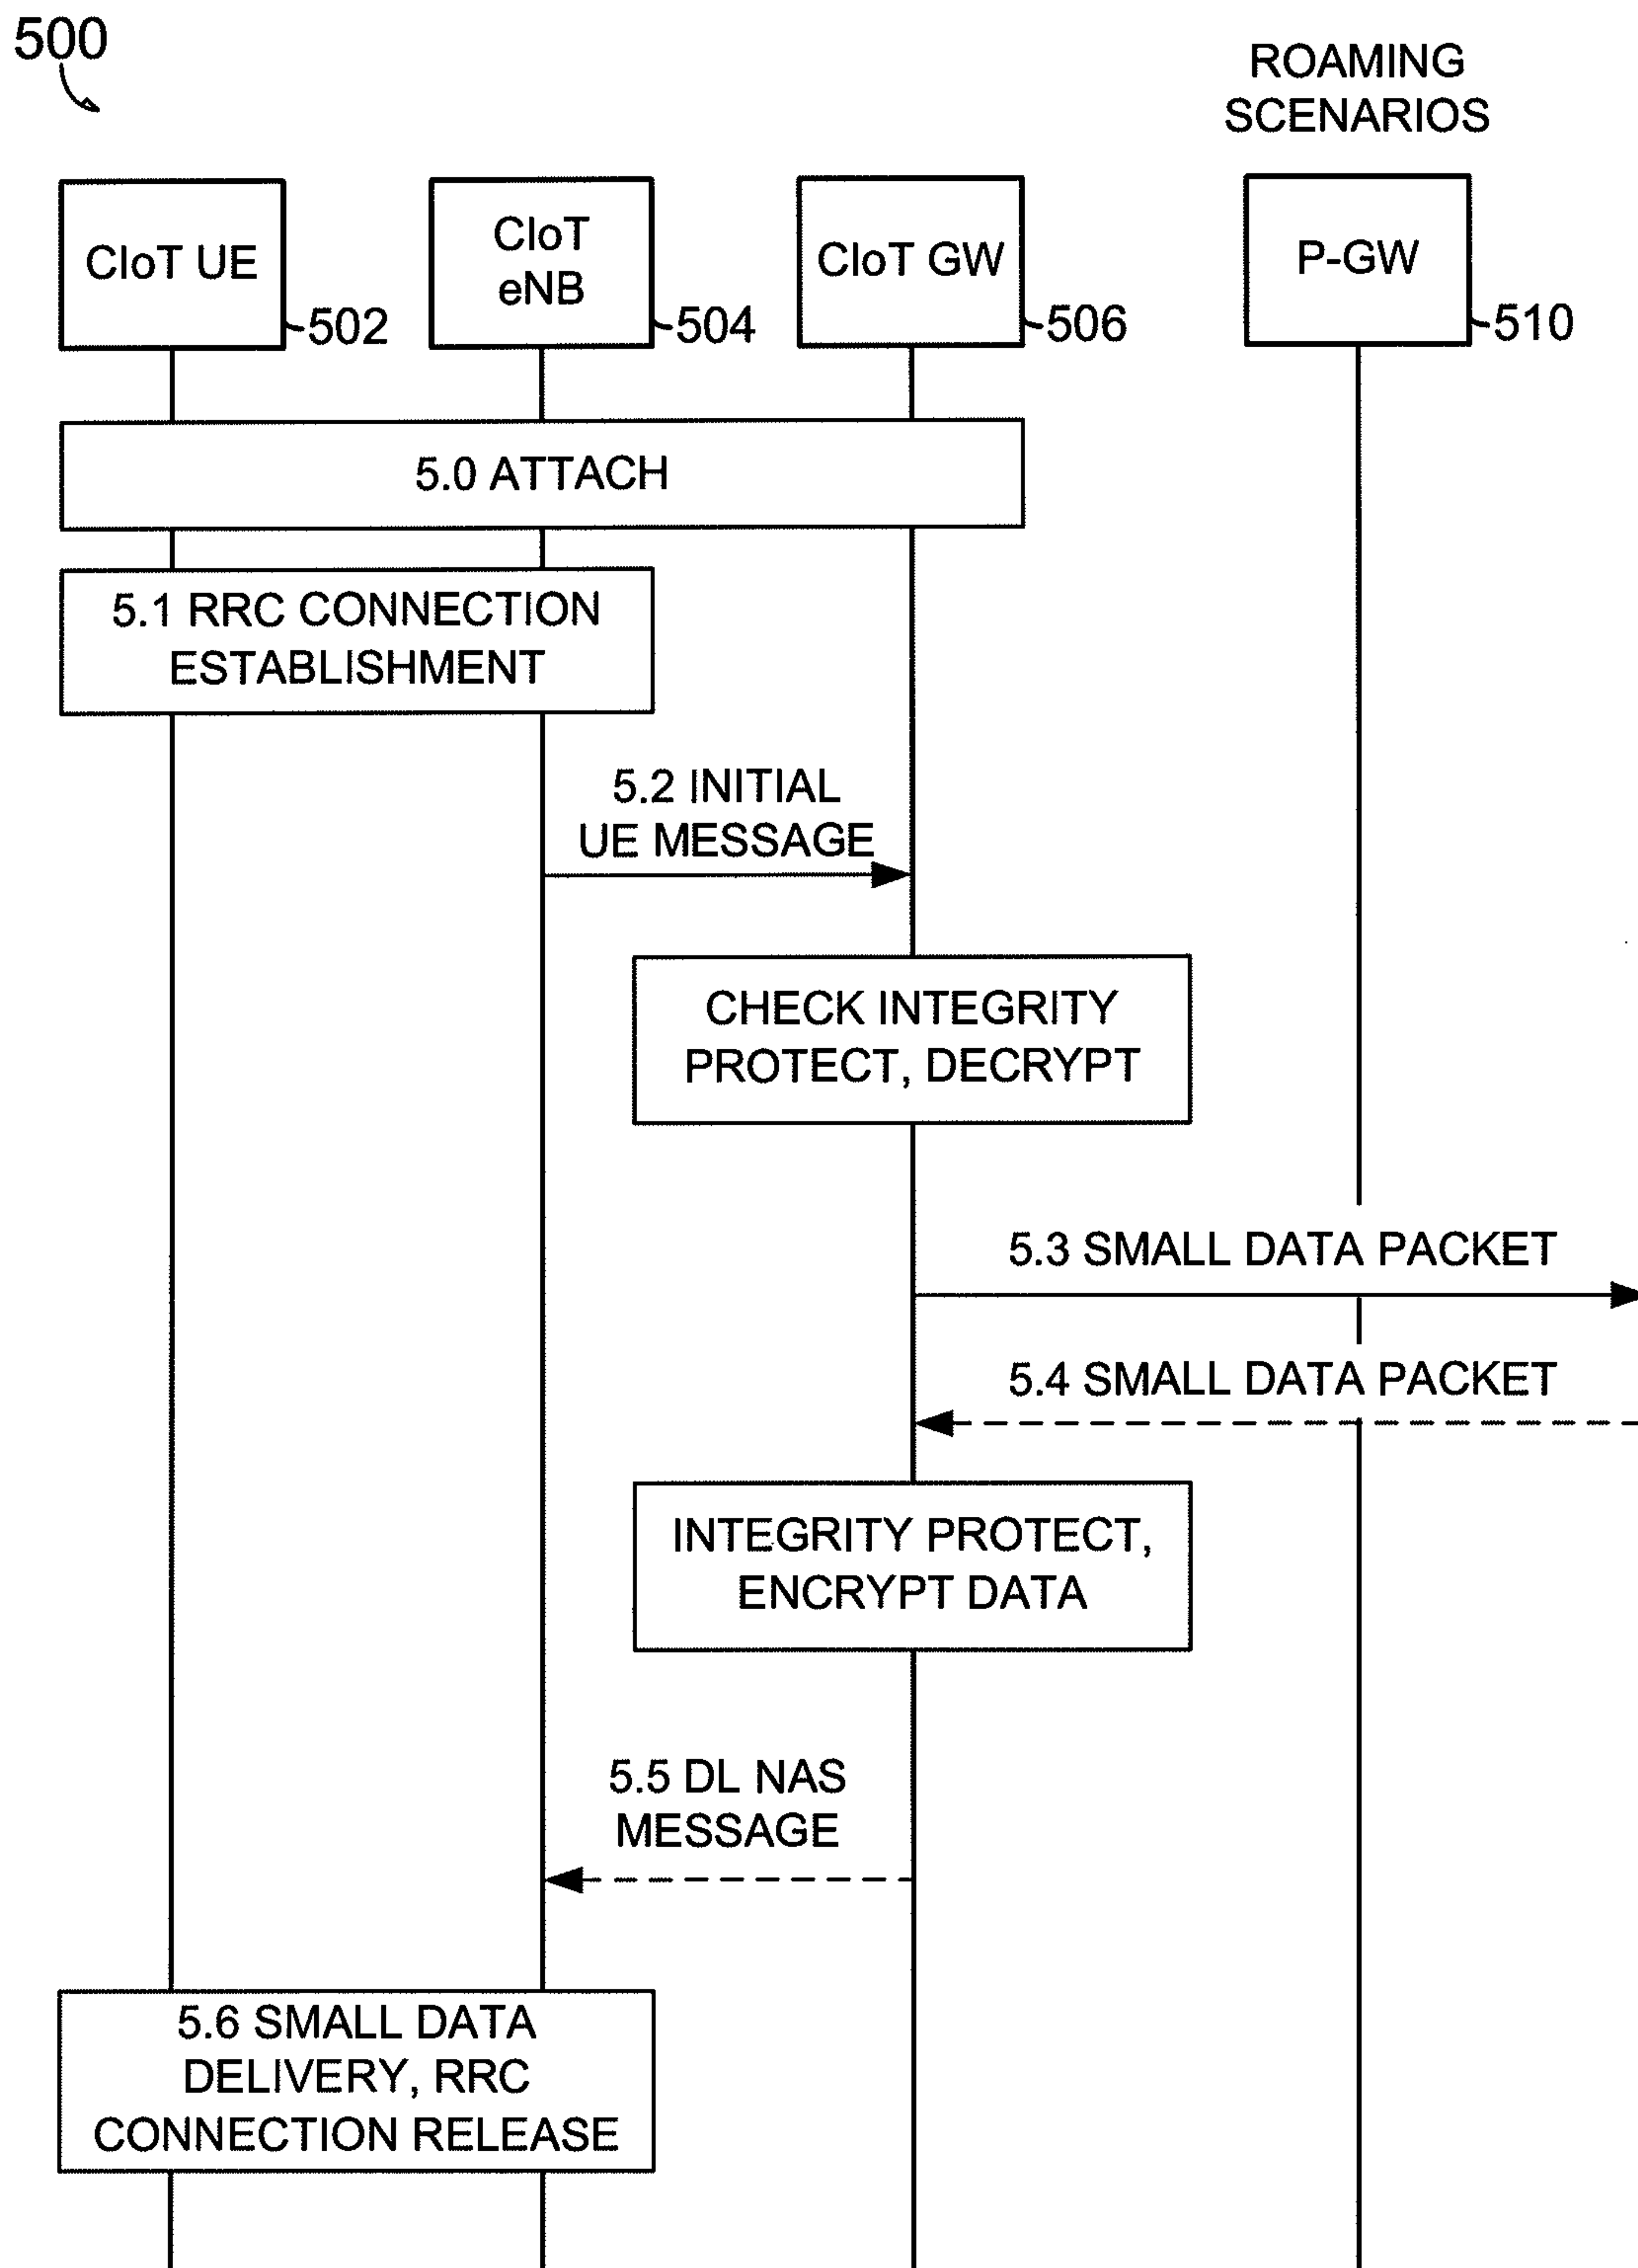 500
ROAMING
SCENARIOS
CIoT UE
502
CIoT
eNB
504
CIoT GW
506
P-GW
510
5.0 ATTACH
5.1 RRC CONNECTION
ESTABLISHMENT
5.2 INITIAL
UE MESSAGE
CHECK INTEGRITY
PROTECT, DECRYPT
5.3 SMALL DATA PACKET
5.4 SMALL DATA PACKET
INTEGRITY PROTECT,
ENCRYPT DATA
5.5 DL NAS
MESSAGE
5.6 SMALL DATA
DELIVERY, RRC
CONNECTION RELEASE